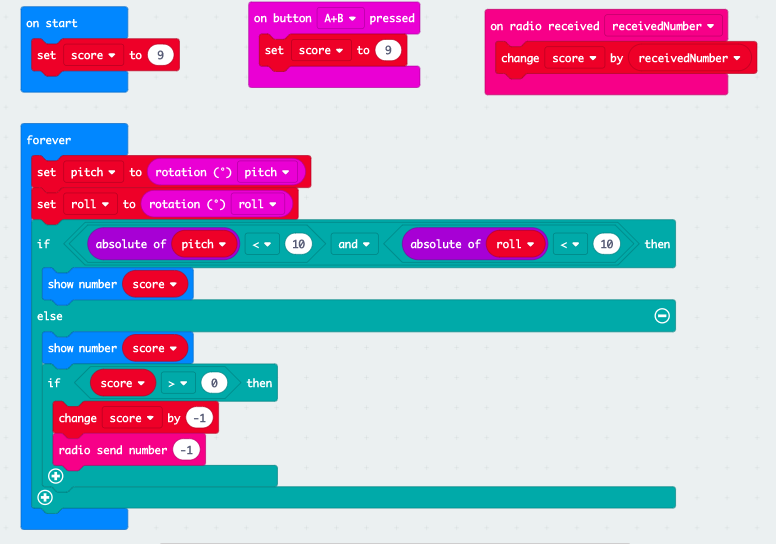 on start
set score to 9
on button A+B pressed
set score to 9
on radio received receivedNumber
change score by receivedNumber
forever
set pitch to rotation (°) pitch
set roll to rotation (°) roll
if absolute of pitch < 10 and absolute of roll < 10 then
show number score
else
show number score
if score > 0 then
change score by -1
radio send number -1